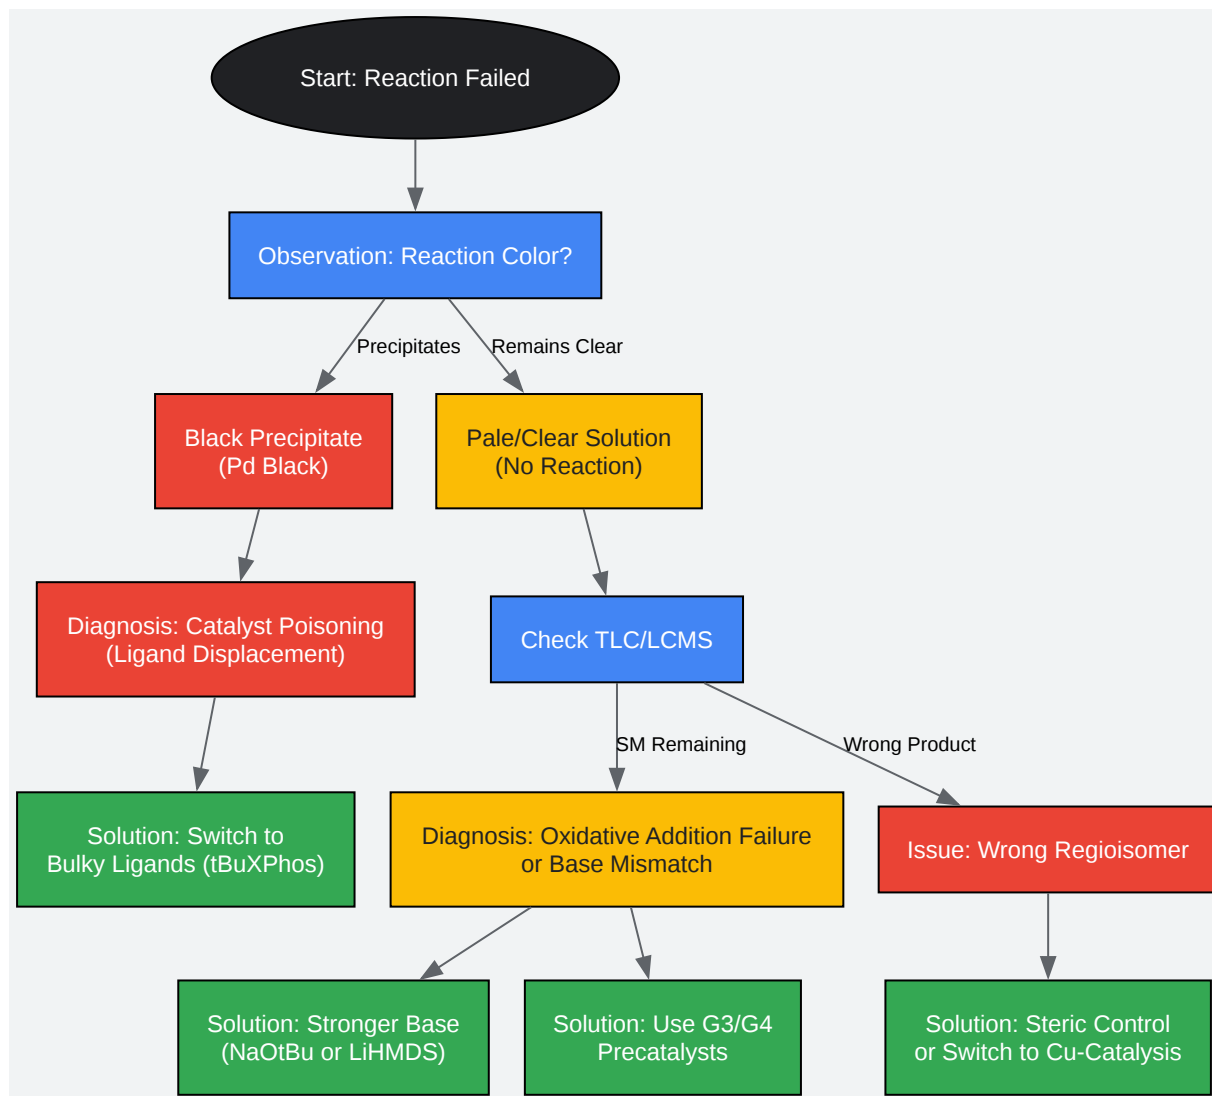 Start: Reaction Failed
Observation: Reaction Color?
Precipitates
Remains Clear
Black Precipitate
(Pd Black)
Pale/Clear Solution
(No Reaction)
Diagnosis: Catalyst Poisoning
(Ligand Displacement)
Check TLC/LCMS
SM Remaining
Wrong Product
Solution: Switch to
Bulky Ligands (tBuXPhos)
Diagnosis: Oxidative Addition Failure
or Base Mismatch
Issue: Wrong Regioisomer
Solution: Stronger Base
(NaOtBu or LiHMDS)
Solution: Use G3/G4
Precatalysts
Solution: Steric Control
or Switch to Cu-Catalysis